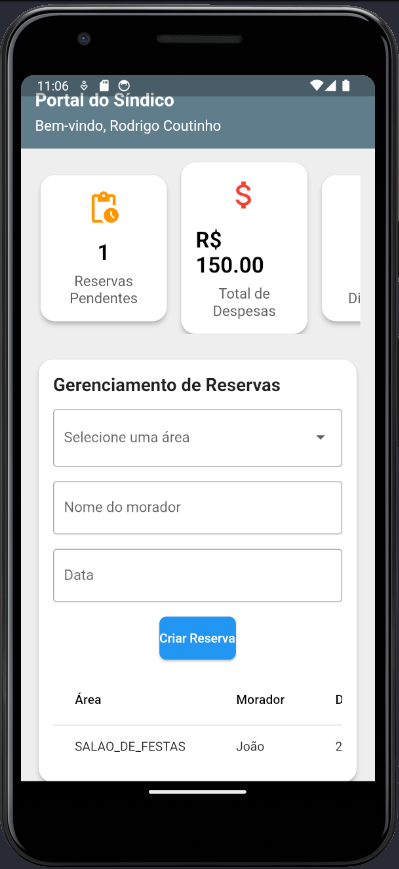 11:06
Portal do Síndico
Bem-vindo, Rodrigo Coutinho
1
Reservas
Pendentes
$
R$
150.00
Total de
Despesas
Di
Gerenciamento de Reservas
Selecione uma área
Nome do morador
Data
Criar Reserva
Área Morador D
SALAO_DE_FESTAS João 2